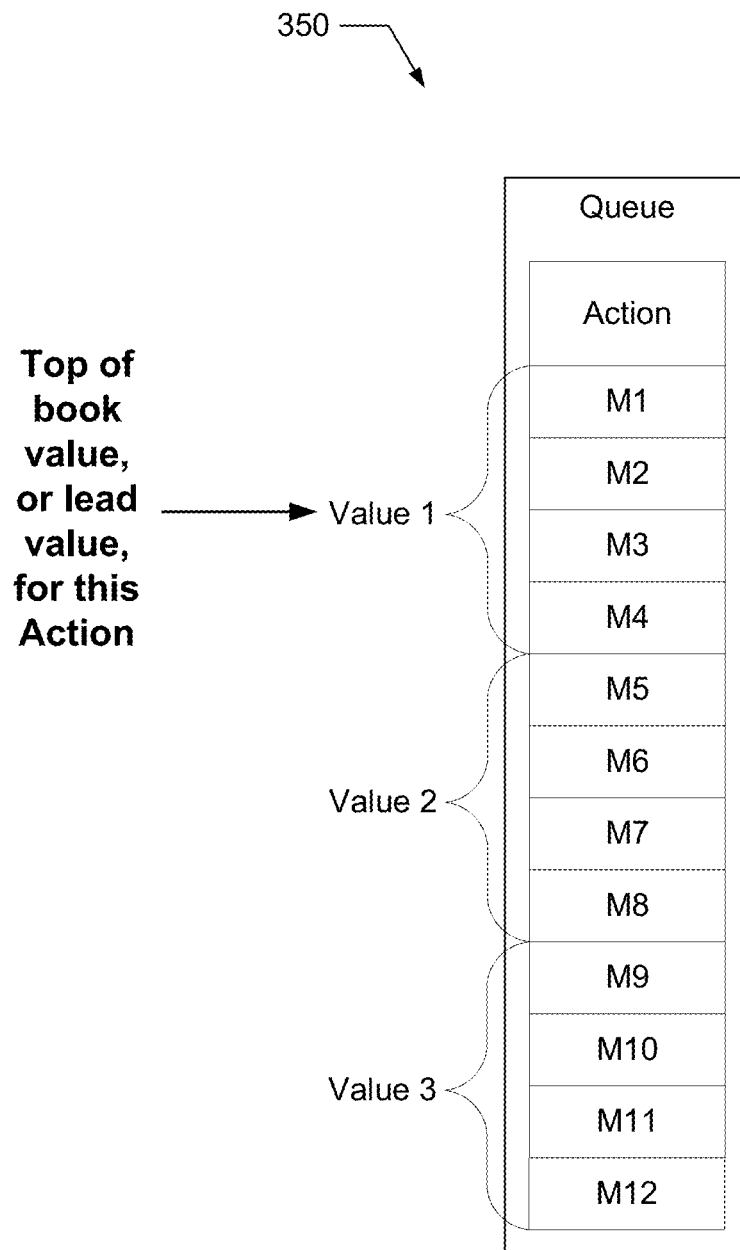 350
Queue
Action
Top of
book
value,
or lead
value,
for this
Action
Value 1
M1
M2
M3
M4
Value 2
M5
M6
M7
M8
Value 3
M9
M10
M11
M12